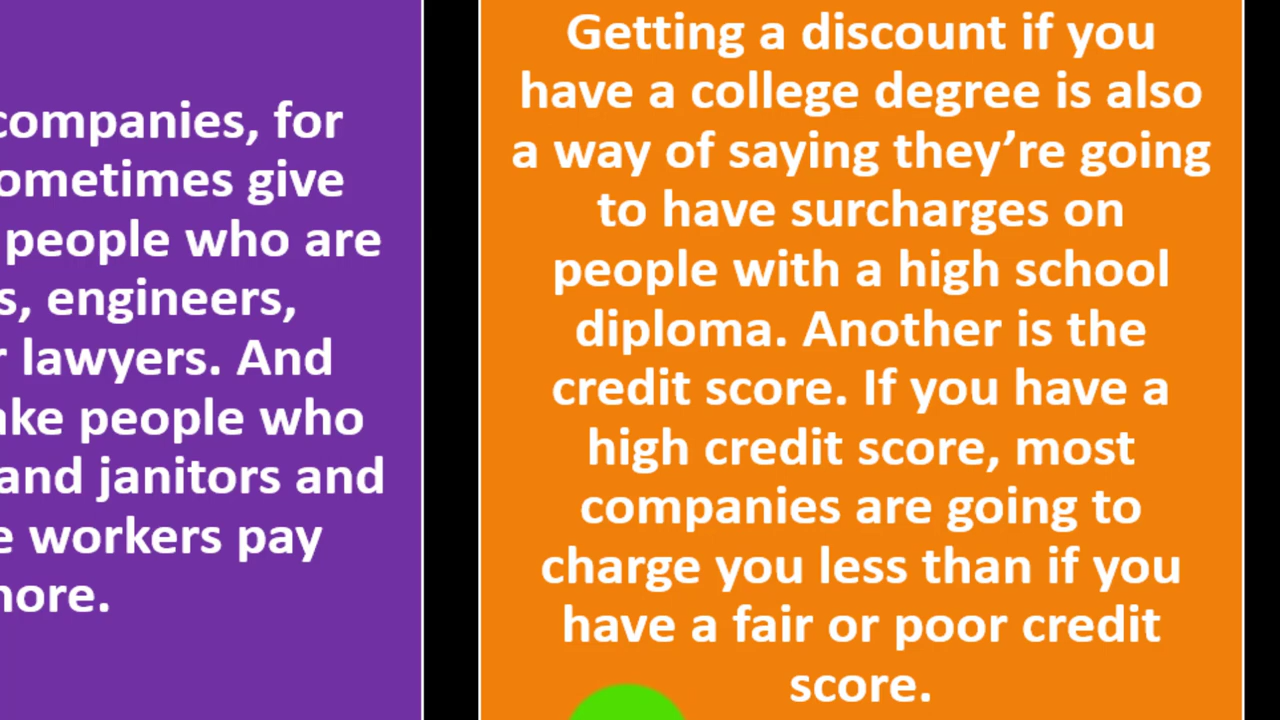 companies, for
sometimes give
people who are
engineers,
lawyers. And
people who
and janitors and
workers pay
more.
Getting a discount if you
have a college degree is also
a way of saying they’re going
to have surcharges on
people with a high school
diploma. Another is the
credit score. If you have a
high credit score, most
companies are going to
charge you less than if you
have a fair or poor credit
score.